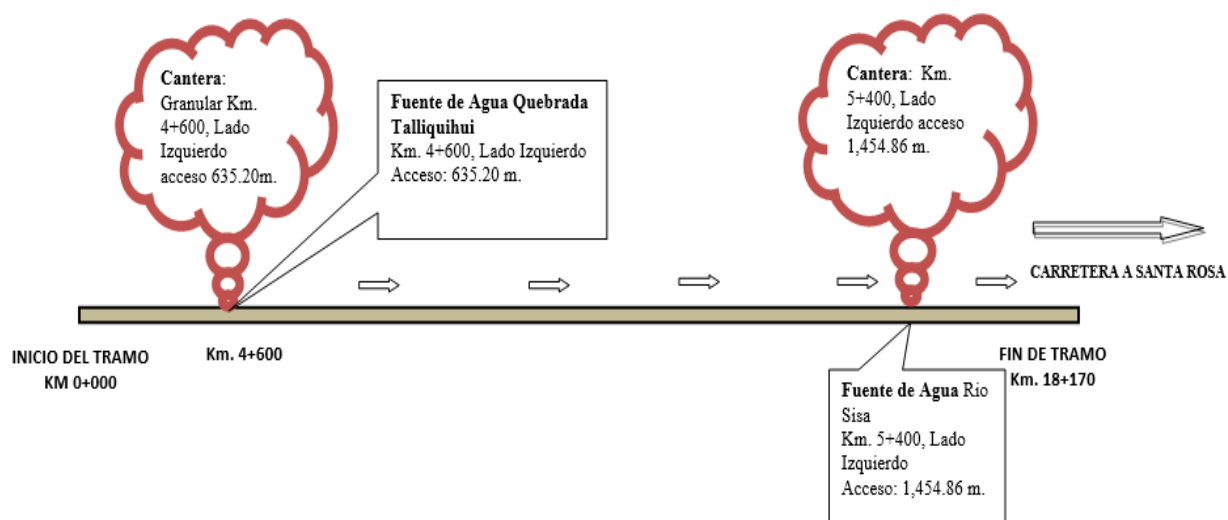 Cantera:
Granular Km.
4+600, Lado
Izquierdo
acceso 635.20m.
Fuente de Agua Quebrada
Talliquihui
Km. 4+600, Lado Izquierdo
Acceso: 635.20 m.
Cantera: Km.
5+400, Lado
Izquierdo acceso
1,454.86 m.
CARRETERA A SANTA ROSA
INICIO DEL TRAMO
KM 0+000
Km. 4+600
FIN DE TRAMO
Km. 18+170
Fuente de Agua Rio
Sisa
Km. 5+400, Lado
Izquierdo
Acceso: 1,454.86 m.